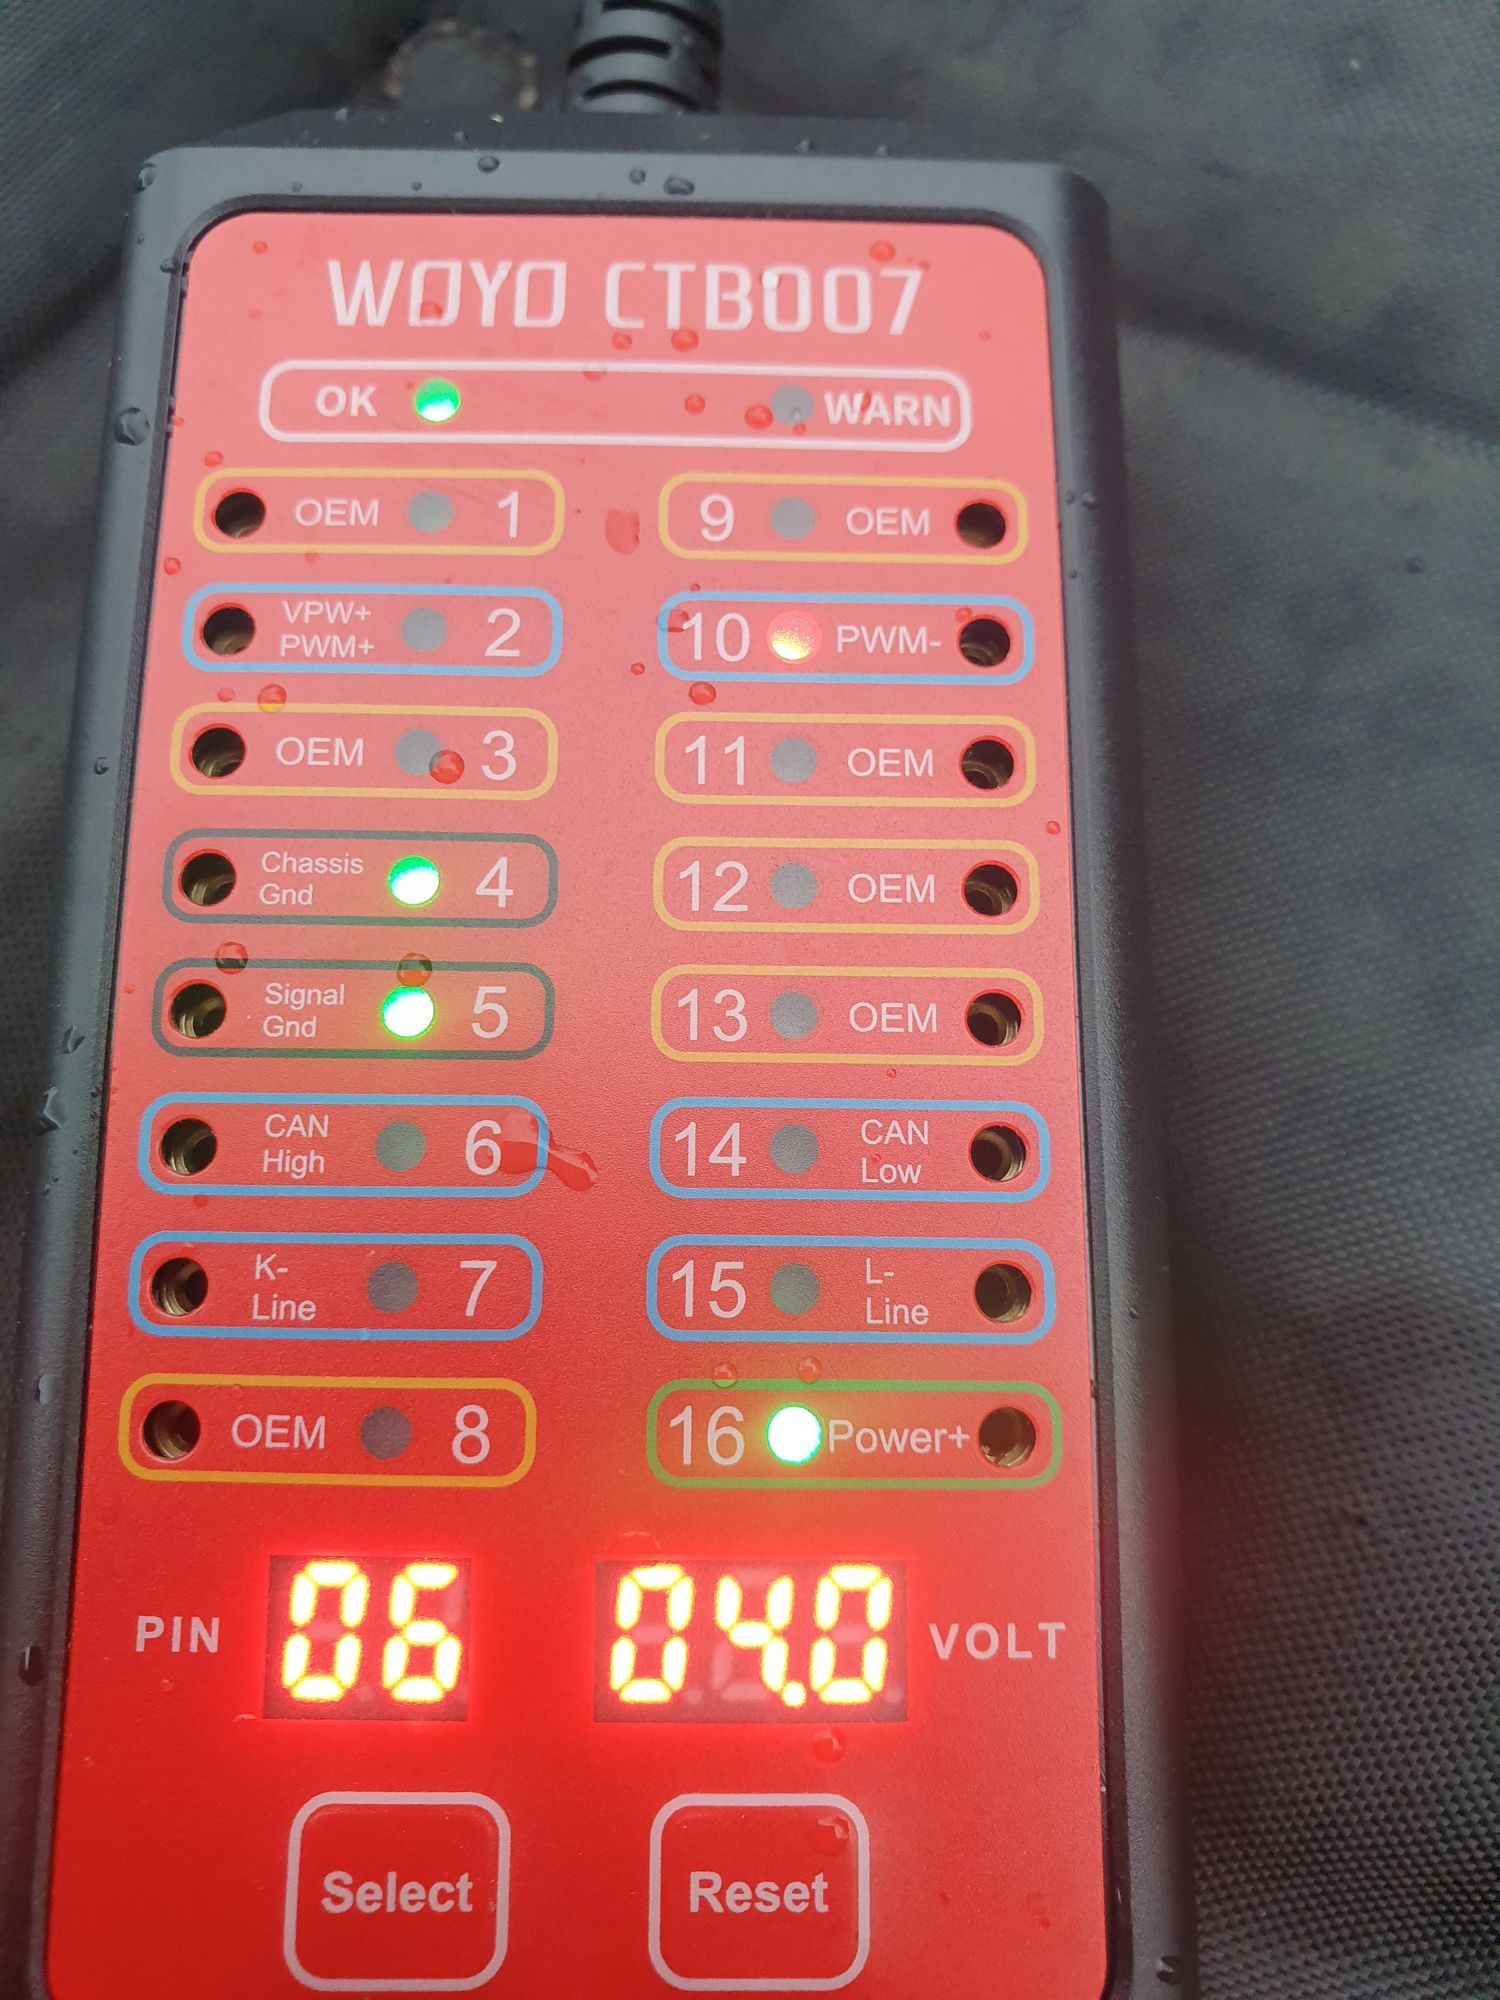 WOYO CTB007
OK WARN
OEM 1
9 OEM
VPW+
PWM+
2
10 PWM-
OEM 3
11 OEM
Chassis
Gnd
4
12 OEM
Signal
Gnd
5
13 OEM
CAN
High
6
14
CAN
Low
K-
Line
7
15
L-
Line
OEM 8
16 Power+
PIN 06 04.0 VOLT
Select Reset